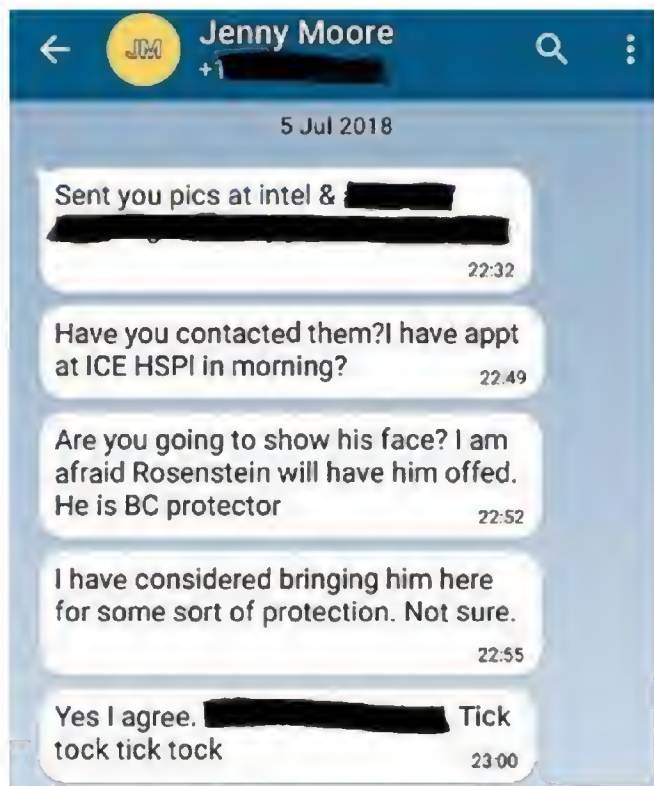 JM
Jenny Moore
+1
5 Jul 2018
Sent you pics at intel &
22:32
Have you contacted them?I have appt
at ICE HSPI in morning?
22:49
Are you going to show his face? I am
afraid Rosenstein will have him offed.
He is BC protector
22:52
I have considered bringing him here
for some sort of protection. Not sure.
22:55
Yes I agree. Tick
tock tick tock
23:00